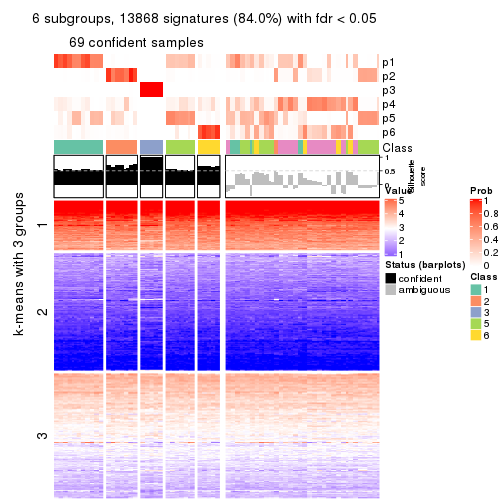 6 subgroups, 13868 signatures (84.0%) with fdr < 0.05
69 confident samples
p1
p2
p3
p4
p5
p6
Class
1
0.5
0
Silhouette
score
k-means with 3 groups
1
2
3
Value
5
4
3
2
1
Status (barplots)
confident
ambiguous
Prob
1
0.8
0.6
0.4
0.2
0
Class
1
2
3
5
6